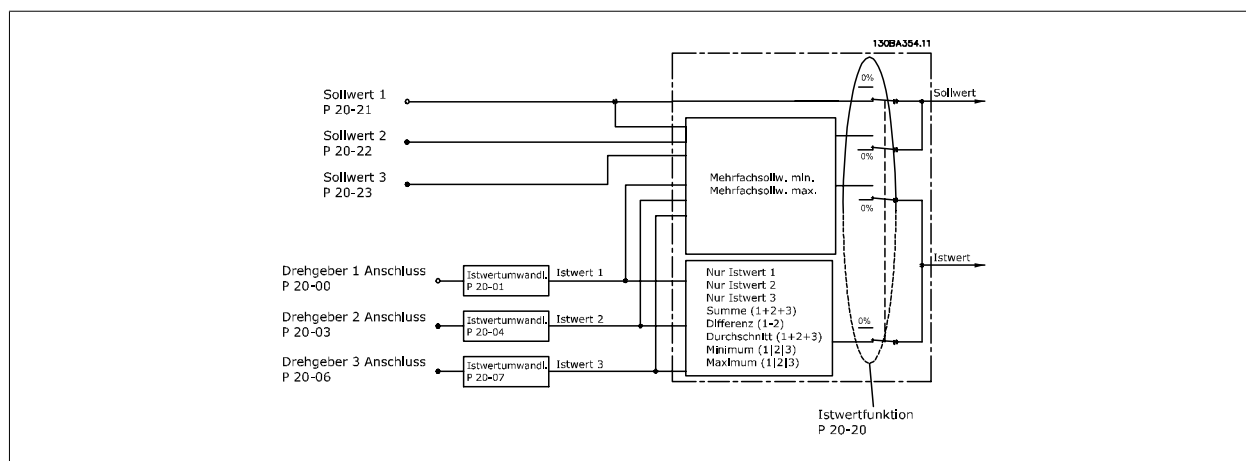 130BA354.11
0%
Sollwert 1
P 20-21
Sollwert
Sollwert 2
P 20-22
0%
Sollwert 3
P 20-23
Mehrfachsollw. min.
Mehrfachsollw. max.
0%
Istwert
Drehgeber 1 Anschluss
P 20-00
Istwertumwandl.
P 20-01
Istwert 1
Nur Istwert 1
Nur Istwert 2
Nur Istwert 3
Summe (1+2+3)
Differenz (1-2)
Durchschnitt (1+2+3)
Minimum (1|2|3)
Maximum (1|2|3)
0%
Drehgeber 2 Anschluss
P 20-03
Istwertumwandl.
P 20-04
Istwert 2
Drehgeber 3 Anschluss
P 20-06
Istwertumwandl.
P 20-07
Istwert 3
Istwertfunktion
P 20-20